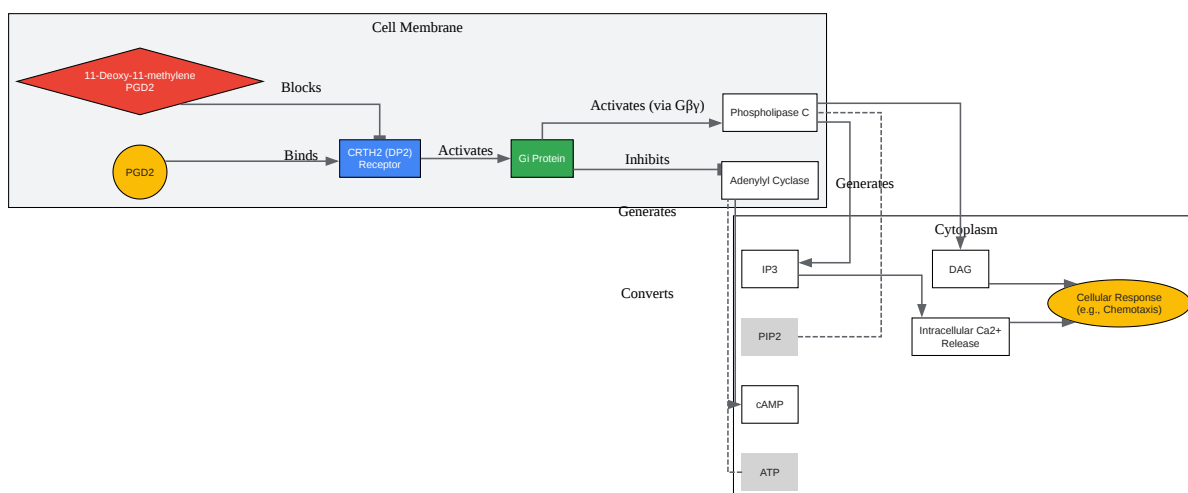 Cell Membrane
11-Deoxy-11-methylene
PGD2
Blocks
Activates (via Gβγ)
Phospholipase C
PGD2
Binds
CRTH2 (DP2)
Receptor
Activates
Gi Protein
Inhibits
Adenylyl Cyclase
Generates
Generates
Cytoplasm
IP3
DAG
Converts
Cellular Response
(e.g., Chemotaxis)
PIP2
Intracellular Ca2+
Release
cAMP
ATP